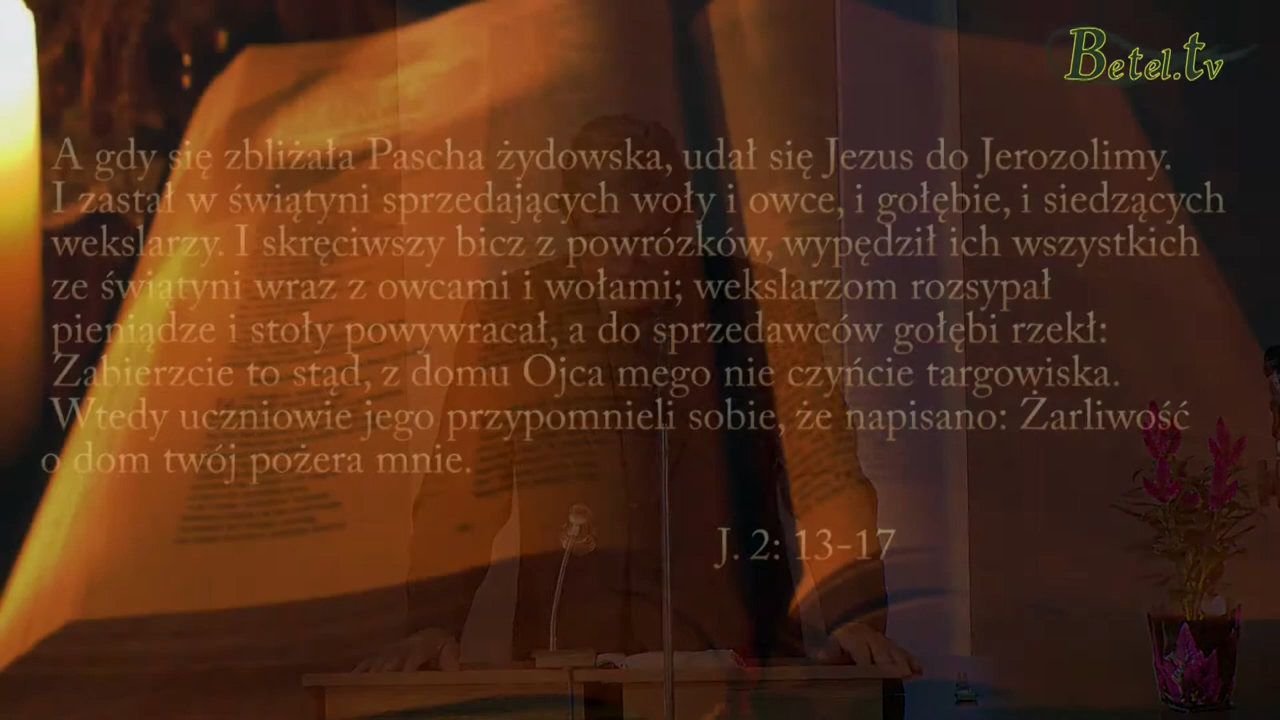 Betel.tv
A gdy się zbliżała Pascha żydowska, udał się Jezus do Jerozolimy.
I zastał w świątyni sprzedających woły i owce, i gołębie, i siedzących
wekslarzy. I skręciwszy bicz z powrózków, wypędził ich wszystkich
ze świątyni wraz z owcami i wołami; wekslarzom rozsypał
pieniądze i stoły powywracał, a do sprzedawców gołębi rzekł:
Zabierzcie to stąd, z domu Ojca mego nie czyńcie targowiska.
Wtedy uczniowie jego przypomnieli sobie, że napisano: Żarliwość
o dom twój pożera mnie.
J. 2: 13-17